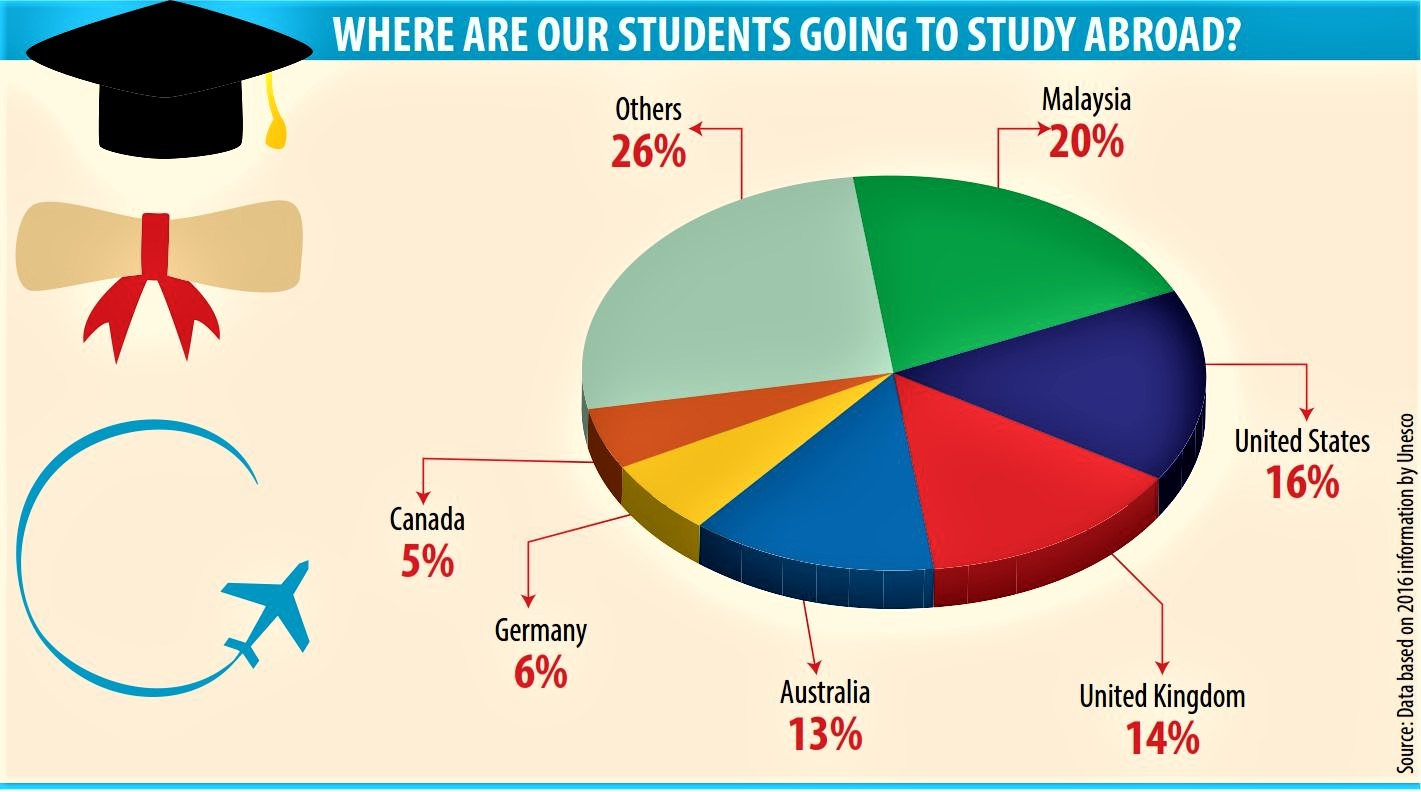 WHERE ARE OUR STUDENTS GOING TO STUDY ABROAD?
Others
26%
Malaysia
20%
United States
16%
Canada
5%
Germany
6%
Australia
13%
United Kingdom
14%
Source: Data based on 2016 information by Unesco